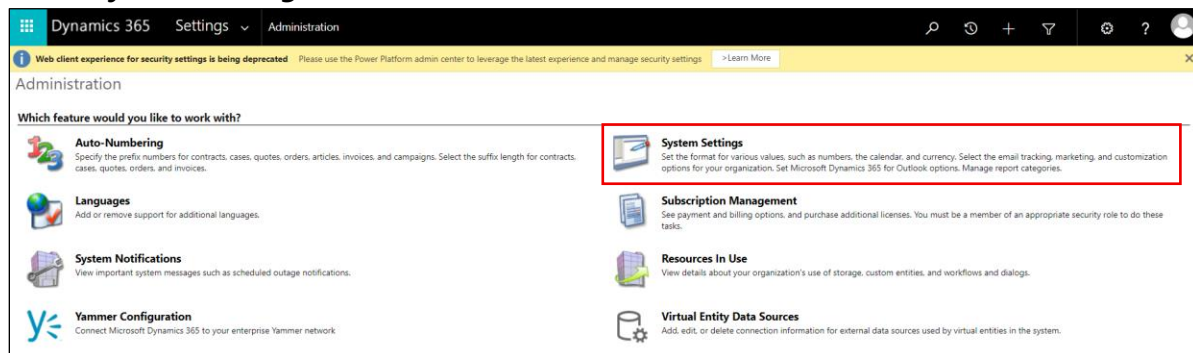 Dynamics 365 Settings Administration ?
Web client experience for security settings is being deprecated Please use the Power Platform admin center to leverage the latest experience and manage security settings >Learn More
Administration
Which feature would you like to work with?
Auto-Numbering
Specify the prefix numbers for contracts, cases, quotes, orders, articles, invoices, and campaigns. Select the suffix length for contracts,
cases, quotes, orders, and invoices.
System Settings
Set the format for various values, such as numbers, the calendar, and currency. Select the email tracking, marketing, and customization
options for your organization. Set Microsoft Dynamics 365 for Outlook options. Manage report categories.
Languages
Add or remove support for additional languages.
Subscription Management
See payment and billing options, and purchase additional licenses. You must be a member of an appropriate security role to do these
tasks.
System Notifications
View important system messages such as scheduled outage notifications.
Resources In Use
View details about your organization's use of storage, custom entities, and workflows and dialogs.
Yammer Configuration
Connect Microsoft Dynamics 365 to your enterprise Yammer network
Virtual Entity Data Sources
Add, edit, or delete connection information for external data sources used by virtual entities in the system.